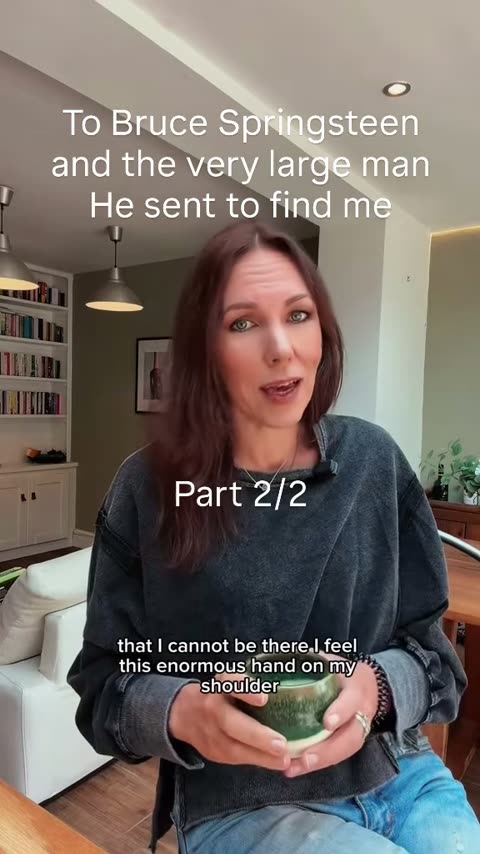 To Bruce Springsteen
and the very large man
He sent to find me
Part 2/2
that I cannot be there I feel
this enormous hand on my
shoulder